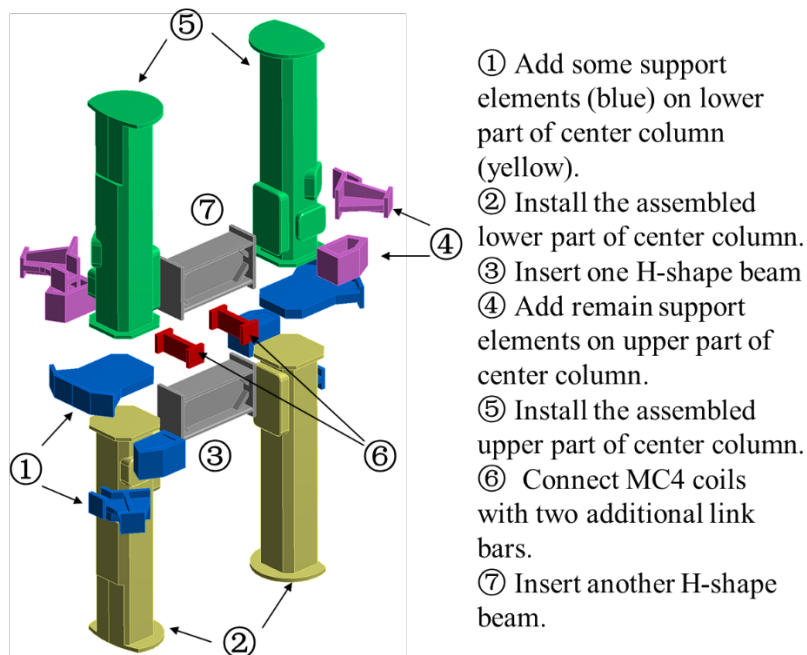 ⑤
⑦
④
①
③
⑥
②
① Add some support
elements (blue) on lower
part of center column
(yellow).
② Install the assembled
lower part of center column.
③ Insert one H-shape beam
④ Add remain support
elements on upper part of
center column.
⑤ Install the assembled
upper part of center column.
⑥ Connect MC4 coils
with two additional link
bars.
⑦ Insert another H-shape
beam.